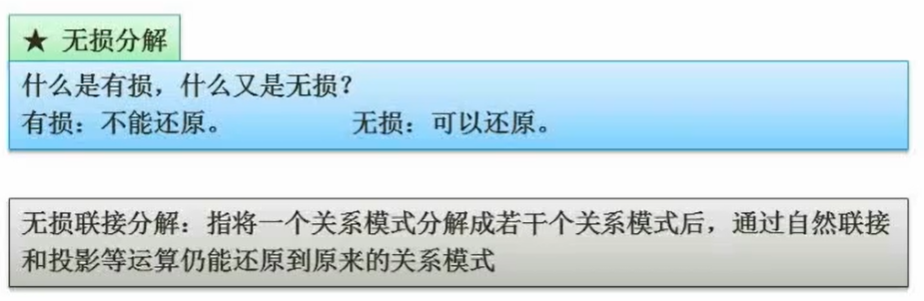 ★ 无损分解
什么是有损，什么又是无损？
有损：不能还原。 无损：可以还原。
无损联接分解：指将一个关系模式分解成若干个关系模式后，通过自然联接
和投影等运算仍能还原到原来的关系模式